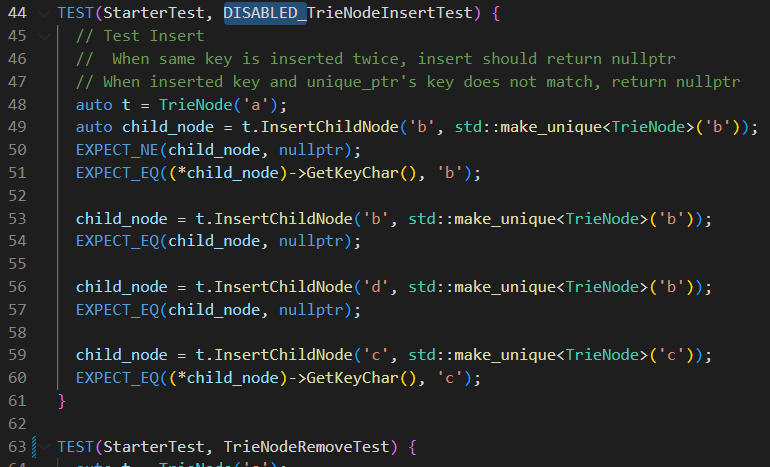 44 TEST(StarterTest, DISABLED_TrieNodeInsertTest) {
45 // Test Insert
46 //  When same key is inserted twice, insert should return nullptr
47 // When inserted key and unique_ptr's key does not match, return nullptr
48 auto t = TrieNode('a');
49 auto child_node = t.InsertChildNode('b', std::make_unique<TrieNode>('b'));
50 EXPECT_NE(child_node, nullptr);
51 EXPECT_EQ((*child_node)->GetKeyChar(), 'b');
52
53 child_node = t.InsertChildNode('b', std::make_unique<TrieNode>('b'));
54 EXPECT_EQ(child_node, nullptr);
55
56 child_node = t.InsertChildNode('d', std::make_unique<TrieNode>('b'));
57 EXPECT_EQ(child_node, nullptr);
58
59 child_node = t.InsertChildNode('c', std::make_unique<TrieNode>('c'));
60 EXPECT_EQ((*child_node)->GetKeyChar(), 'c');
61 }
62
63 TEST(StarterTest, TrieNodeRemoveTest) {